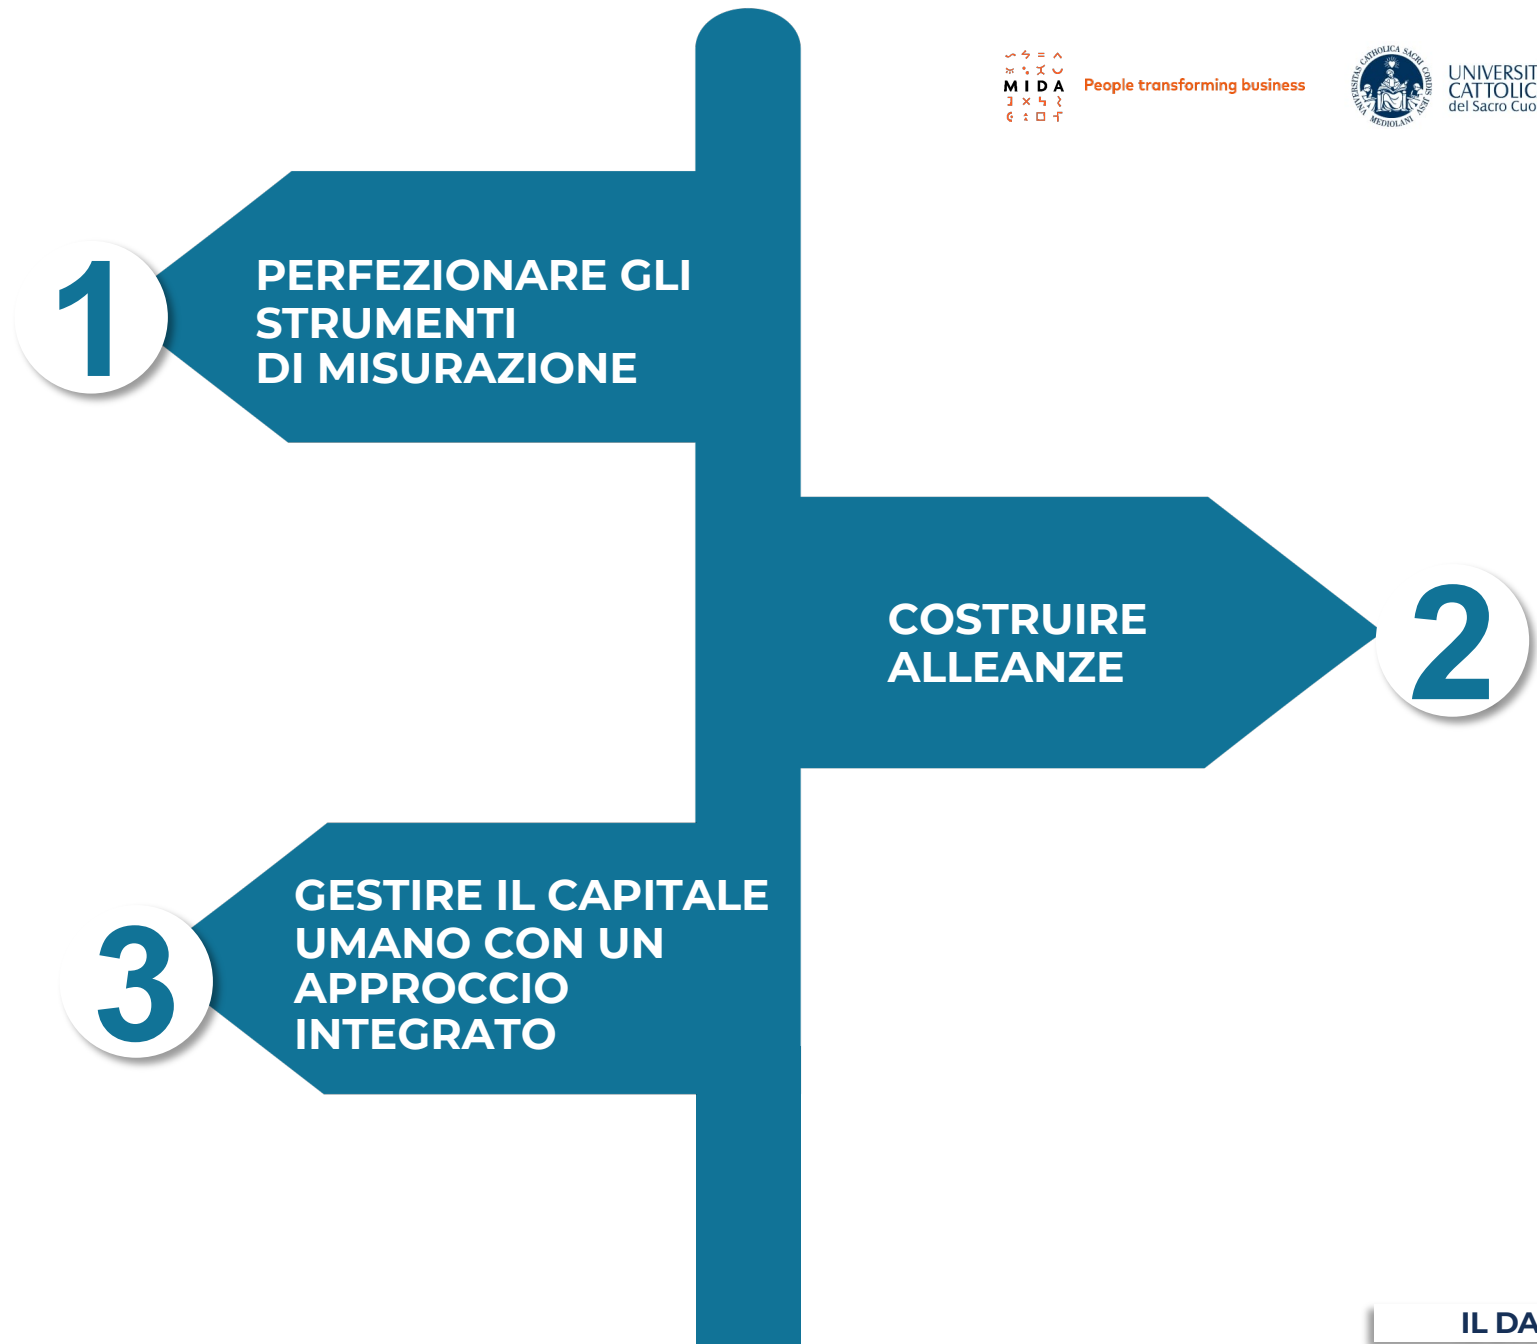 MIDA
People transforming business
UNIVERSIT
CATTOLIC
del Sacro Cuo
1
PERFEZIONARE GLI
STRUMENTI
DI MISURAZIONE
COSTRUIRE
ALLEANZE
2
3
GESTIRE IL CAPITALE
UMANO CON UN
APPROCCIO
INTEGRATO
IL DA